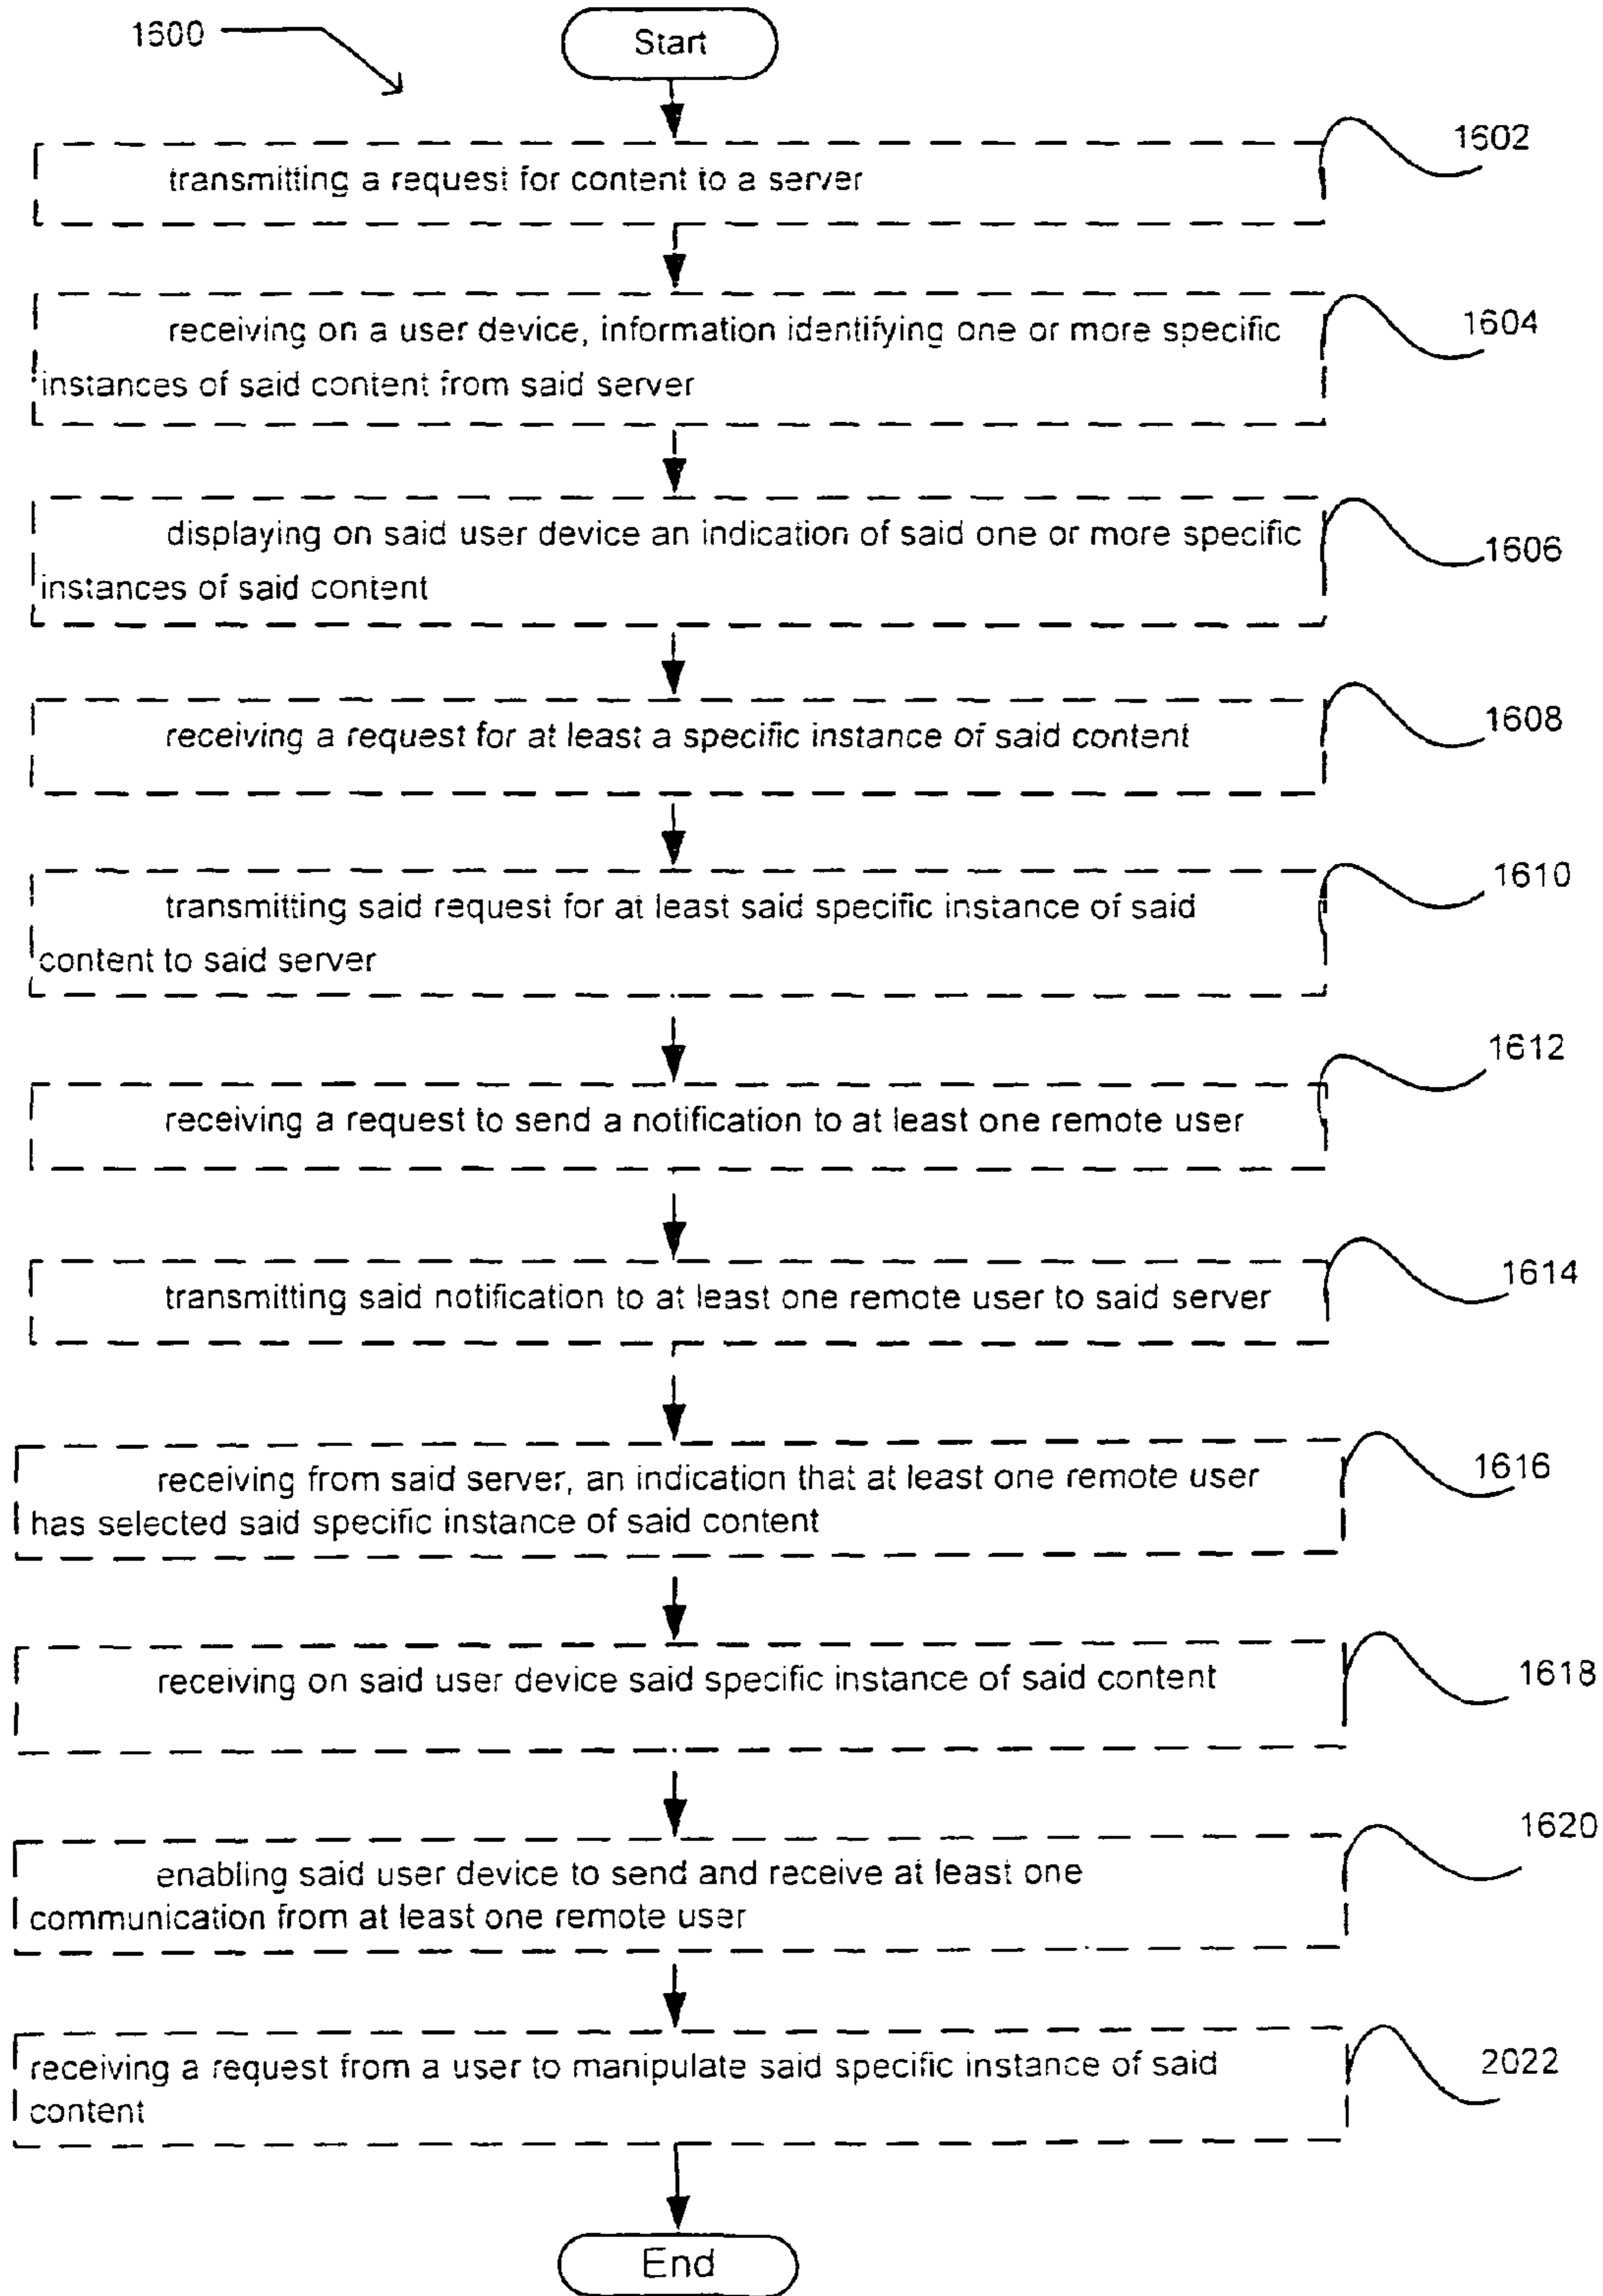 1600
Start
1602
transmitting a request for content to a server
1604
receiving on a user device, information identifying one or more specific
instances of said content from said server
1606
displaying on said user device an indication of said one or more specific
instances of said content
1608
receiving a request for at least a specific instance of said content
1610
transmitting said request for at least said specific instance of said
content to said server
1612
receiving a request to send a notification to at least one remote user
1614
transmitting said notification to at least one remote user to said server
1616
receiving from said server, an indication that at least one remote user
has selected said specific instance of said content
1618
receiving on said user device said specific instance of said content
1620
enabling said user device to send and receive at least one
communication from at least one remote user
2022
receiving a request from a user to manipulate said specific instance of said
content
End